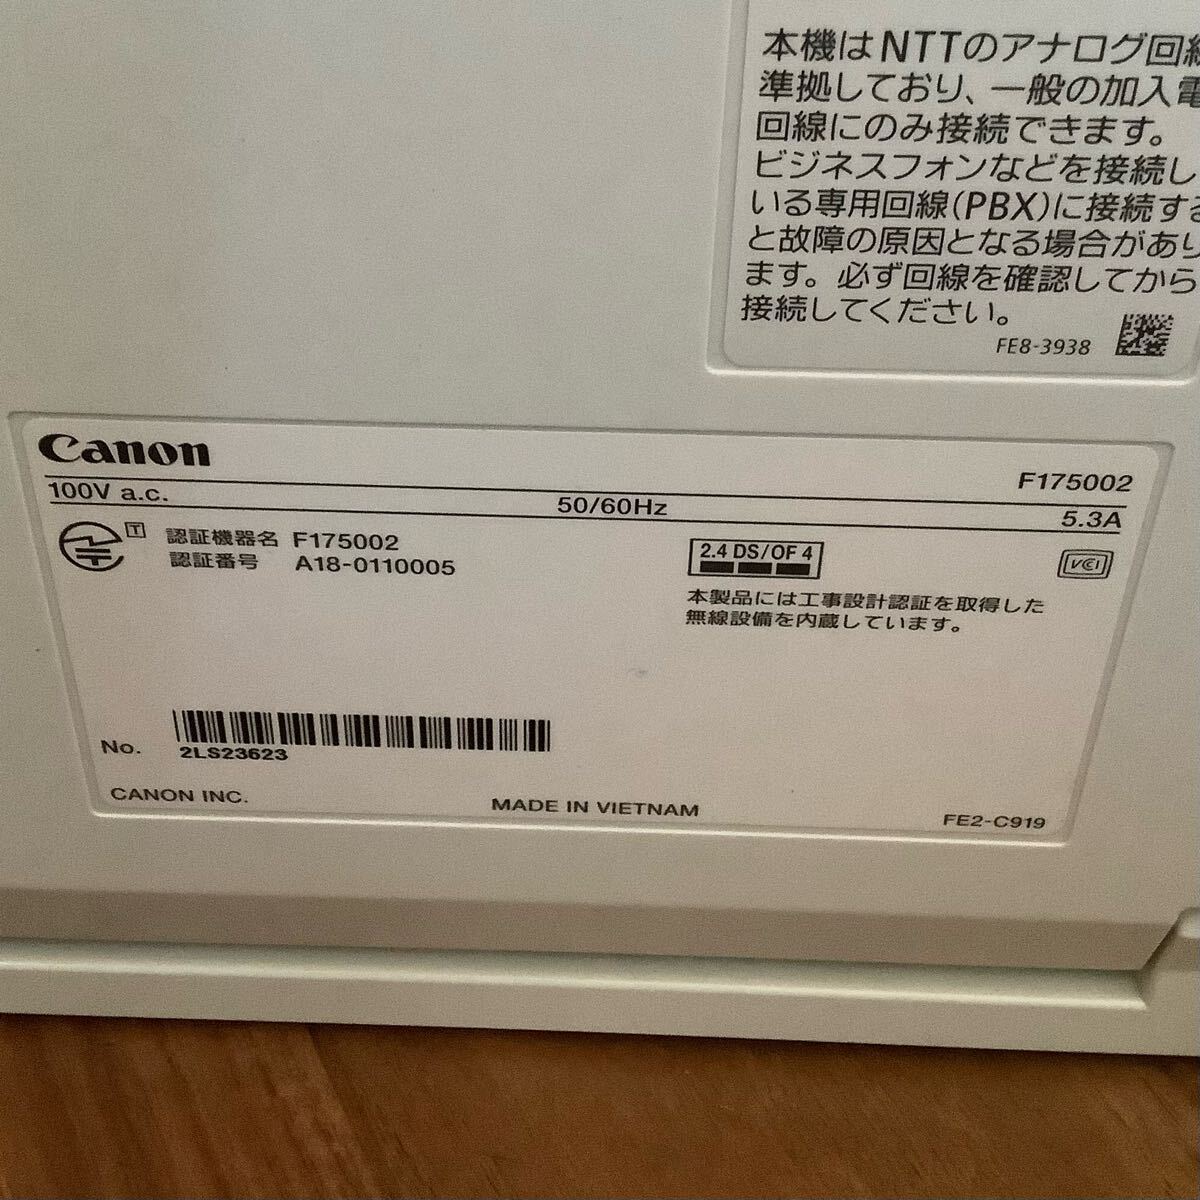 本機はNTTのアナログ回線
準拠しており、一般の加入電
回線にのみ接続できます。
ビジネスフォンなどを接続し
いる専用回線(PBX)に接続する
と故障の原因となる場合があり
ます。必ず回線を確認してから
接続してください。
FE8-3938
Canon
F175002
100V a.c.
50/60Hz
5.3A
T
認証機器名 F175002
認証番号 A18-0110005
2.4 DS/OF 4
VCI
本製品には工事設計認証を取得した
無線設備を内蔵しています。
No.
2LS23623
CANON INC.
MADE IN VIETNAM
FE2-C919